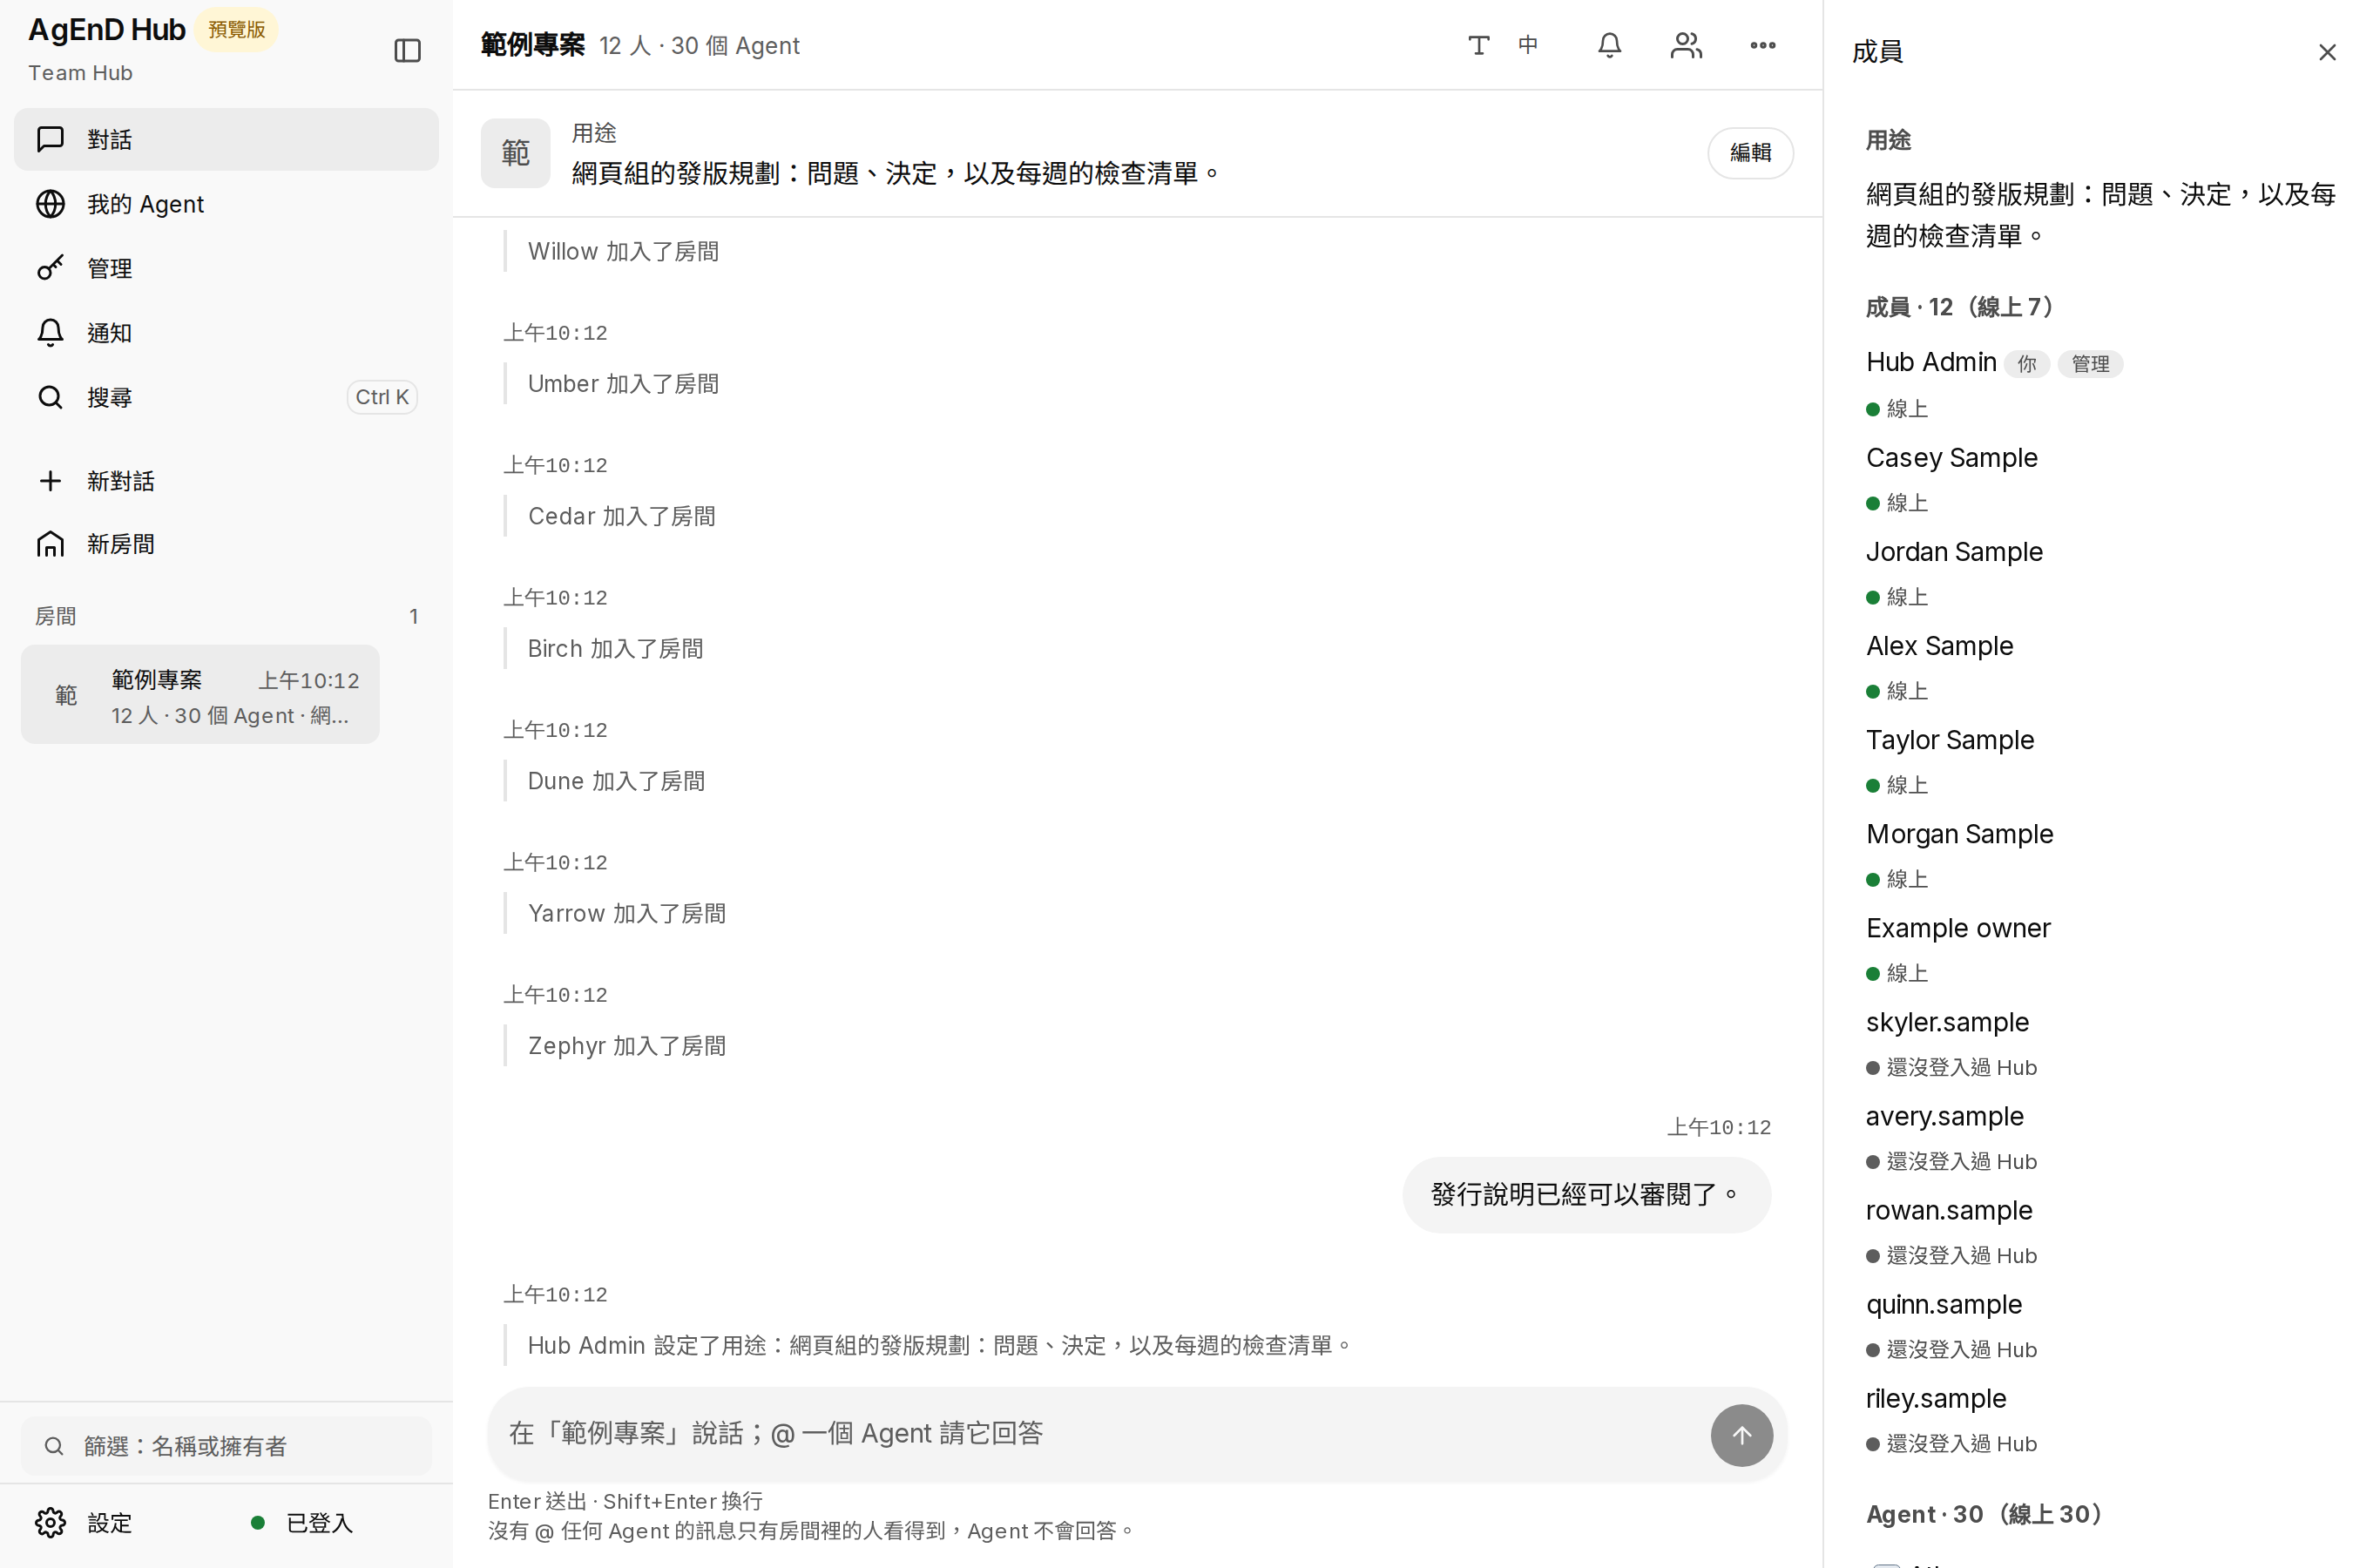 AgEnD Hub 預覽版
Team Hub
對話
我的 Agent
管理
通知
搜尋 Ctrl K
新對話
新房間
房間 1
範 範例專案 上午10:12
12 人 · 30 個 Agent · 網…
篩選：名稱或擁有者
設定 已登入
範例專案 12 人 · 30 個 Agent
中
範
用途
網頁組的發版規劃：問題、決定，以及每週的檢查清單。
編輯
Willow 加入了房間
上午10:12
Umber 加入了房間
上午10:12
Cedar 加入了房間
上午10:12
Birch 加入了房間
上午10:12
Dune 加入了房間
上午10:12
Yarrow 加入了房間
上午10:12
Zephyr 加入了房間
上午10:12
發行說明已經可以審閱了。
上午10:12
Hub Admin 設定了用途：網頁組的發版規劃：問題、決定，以及每週的檢查清單。
在「範例專案」說話；@ 一個 Agent 請它回答
Enter 送出 · Shift+Enter 換行
沒有 @ 任何 Agent 的訊息只有房間裡的人看得到，Agent 不會回答。
成員
用途
網頁組的發版規劃：問題、決定，以及每
週的檢查清單。
成員 · 12（線上 7）
Hub Admin 你 管理
線上
Casey Sample
線上
Jordan Sample
線上
Alex Sample
線上
Taylor Sample
線上
Morgan Sample
線上
Example owner
線上
skyler.sample
還沒登入過 Hub
avery.sample
還沒登入過 Hub
rowan.sample
還沒登入過 Hub
quinn.sample
還沒登入過 Hub
riley.sample
還沒登入過 Hub
Agent · 30（線上 30）